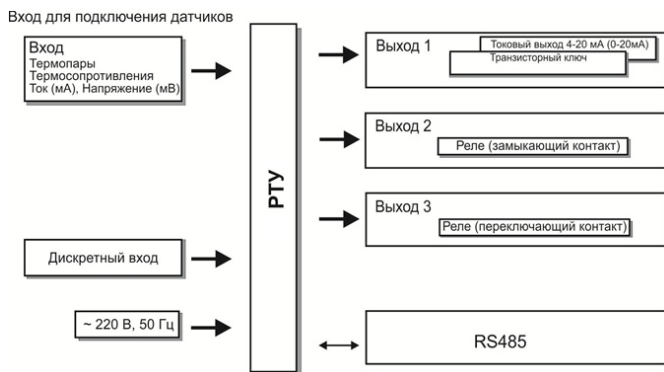 Вход для подключения датчиков
Вход
Термопары
Термосопротивления
Ток (мА), Напряжение (мВ)
Дискретный вход
~ 220 В, 50 Гц
РТУ
Выход 1
Токовый выход 4-20 мА (0-20мА)
Транзисторный ключ
Выход 2
Реле (замыкающий контакт)
Выход 3
Реле (переключающий контакт)
RS485